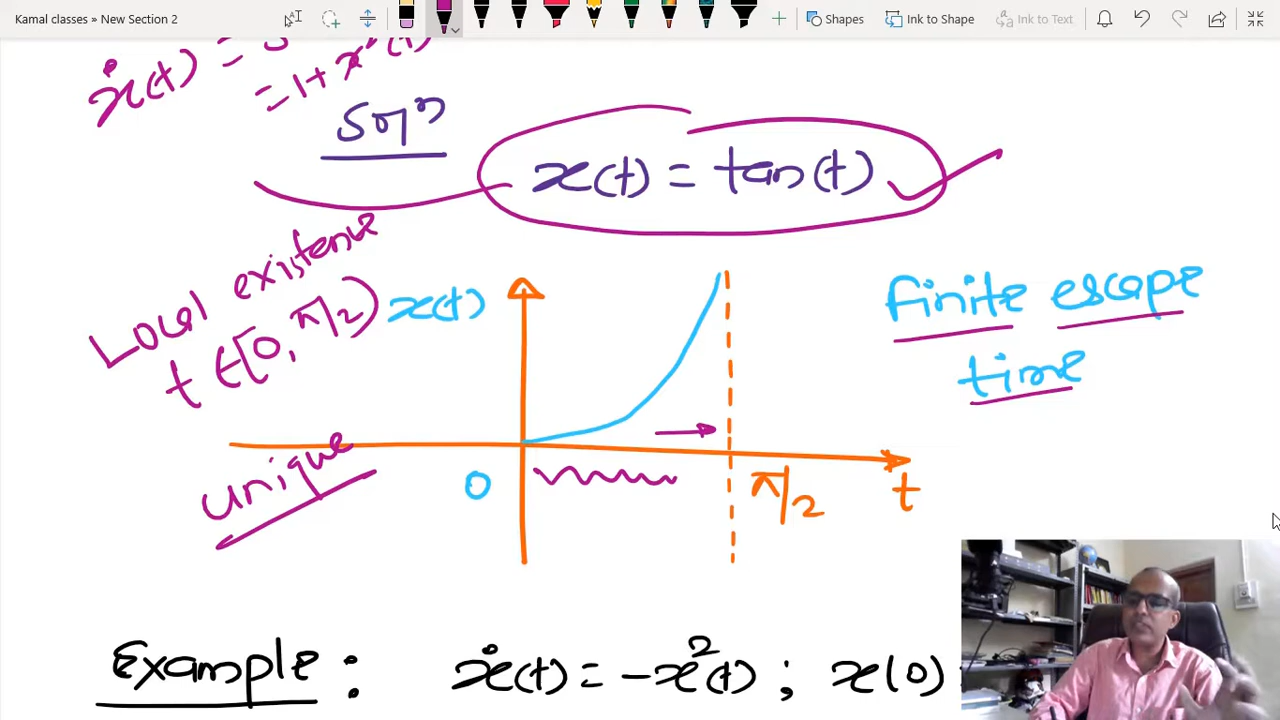 Kamal classes » New Section 2
Shapes
Ink to Shape
Ink to Text
ẋ(t) =
= 1 + x²(t)
Soln
x(t) = tan(t)
Local existence
t ∈ [0, π/2)
x(t)
finite escape
time
unique
0
π/2
t
Example : ẋ(t) = -x²(t) ; x(0)